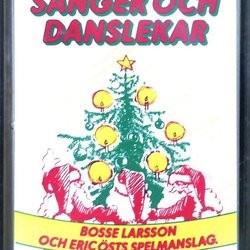 SÅNGER OCH
DANSLEKAR
BOSSE LARSSON
OCH ERIC ÖSTS SPELMANSLAG.